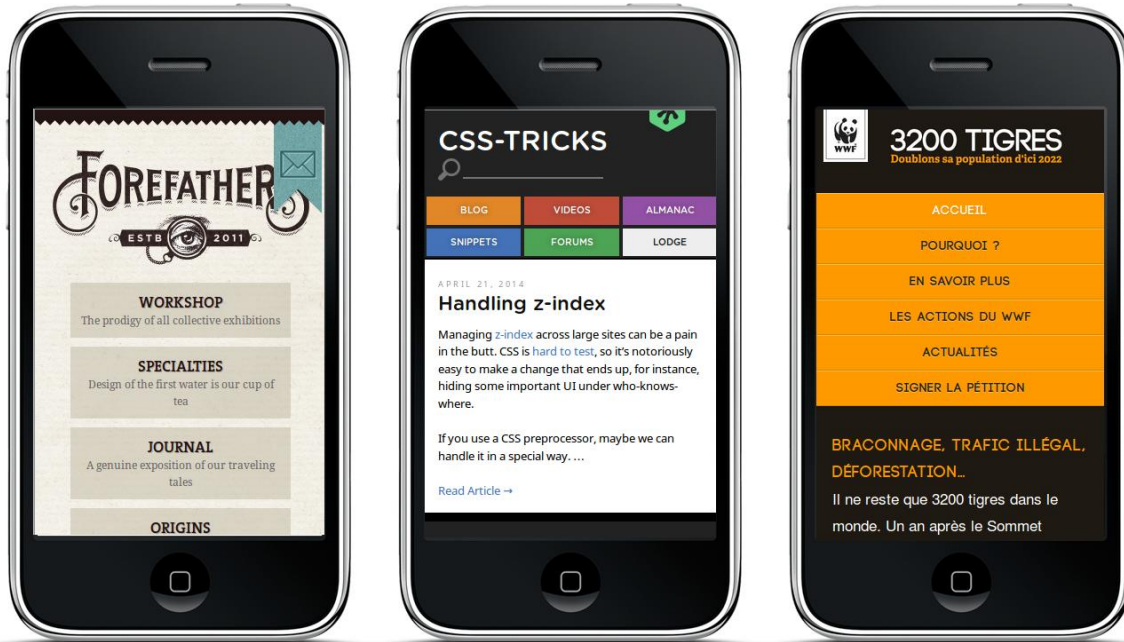 FOREFATHERS
ESTB 2011
WORKSHOP
The prodigy of all collective exhibitions
SPECIALTIES
Design of the first water is our cup of
tea
JOURNAL
A genuine exposition of our traveling
tales
ORIGINS
CSS-TRICKS
BLOG VIDEOS ALMANAC
SNIPPETS FORUMS LODGE
APRIL 21, 2014
Handling z-index
Managing z-index across large sites can be a pain
in the butt. CSS is hard to test, so it's notoriously
easy to make a change that ends up, for instance,
hiding some important UI under who-knows-
where.
If you use a CSS preprocessor, maybe we can
handle it in a special way. …
Read Article →
WWF
3200 TIGRES
Doublons sa population d'ici 2022
ACCUEIL
POURQUOI ?
EN SAVOIR PLUS
LES ACTIONS DU WWF
ACTUALITÉS
SIGNER LA PÉTITION
BRACONNAGE, TRAFIC ILLÉGAL,
DÉFORESTATION…
Il ne reste que 3200 tigres dans le
monde. Un an après le Sommet